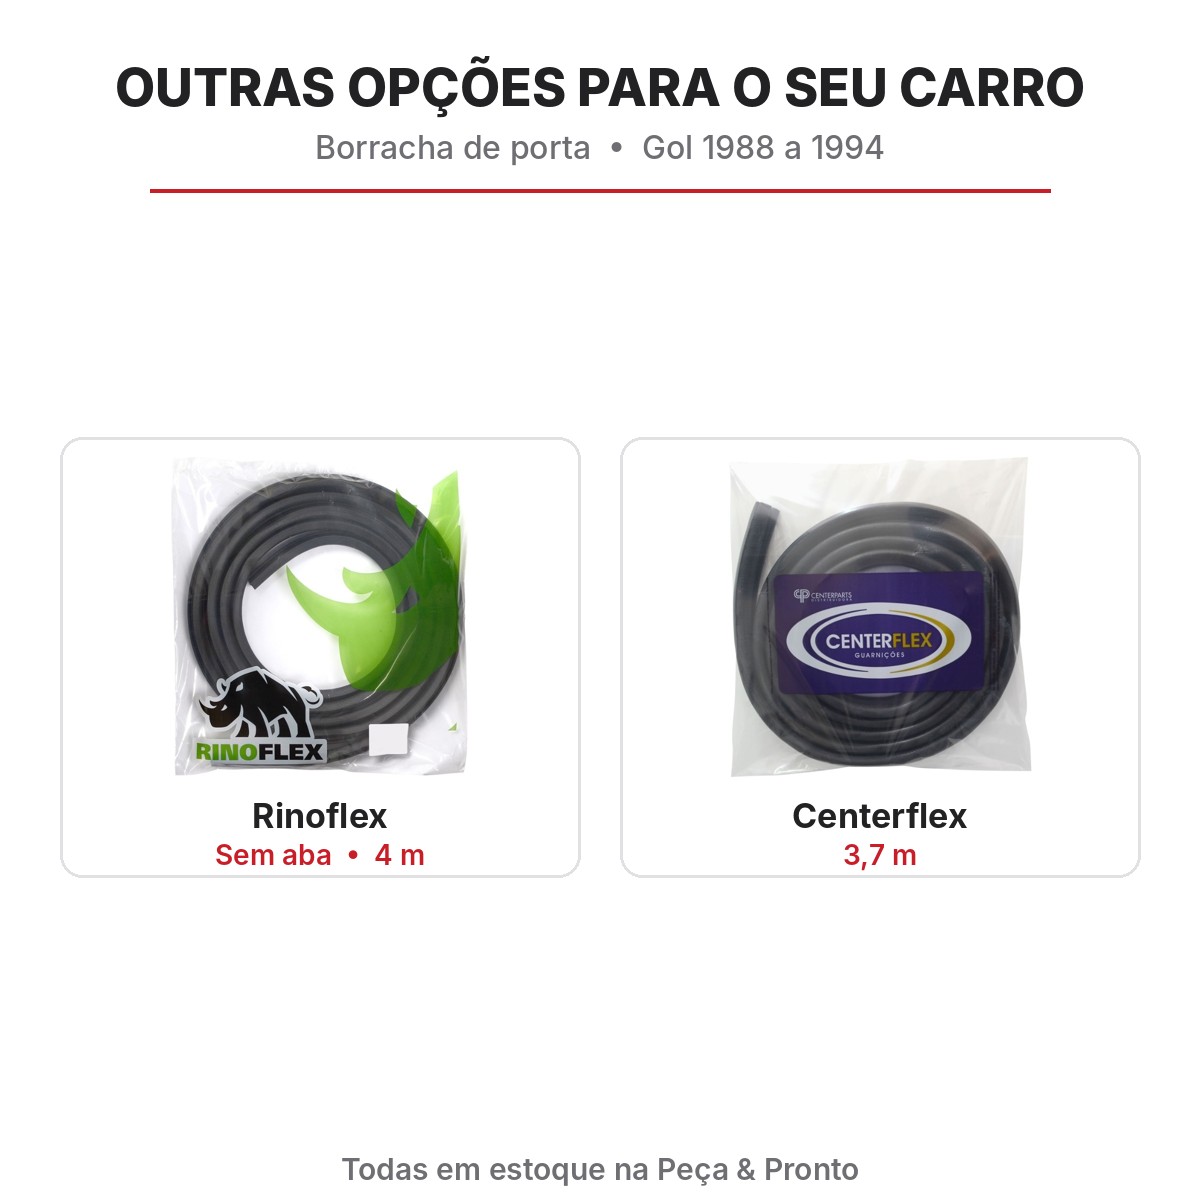 OUTRAS OPÇÕES PARA O SEU CARRO
Borracha de porta • Gol 1988 a 1994
RINOFLEX
CENTERPARTS
DISTRIBUIDORA
CENTERFLEX
GUARNIÇÕES
Rinoflex
Sem aba • 4 m
Centerflex
3,7 m
Todas em estoque na Peça & Pronto